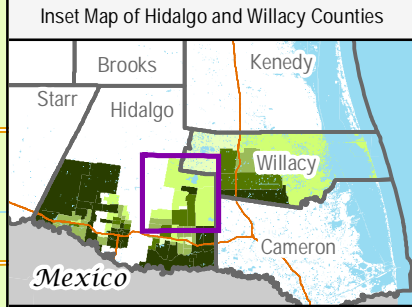 Inset Map of Hidalgo and Willacy Counties
Brooks
Kenedy
Starr
Hidalgo
Willacy
Cameron
Mexico